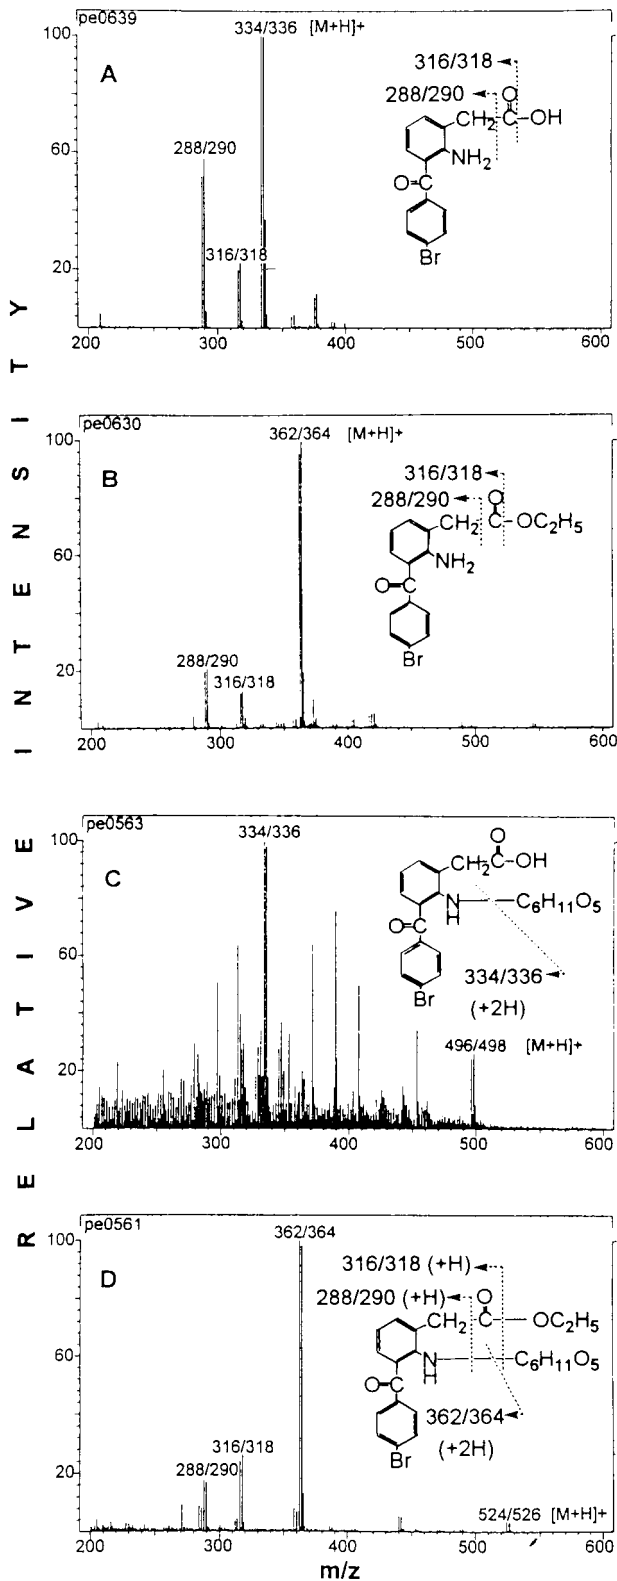 RELATIVE INTENSITY
pe0639
334/336 [M+H]+
100
A
316/318
288/290
O
CH2
C
OH
NH2
60
288/290
O
C
316/318
20
Br
200 300 400 500 600
pe0630
362/364 [M+H]+
100
B
316/318
288/290
O
CH2
C
OC2H5
NH2
60
O
C
Br
20
288/290
316/318
200 300 400 500 600
pe0563
334/336
100
C
O
CH2
C
OH
N
H
C6H11O5
60
O
C
334/336
(+2H)
Br
20
496/498 [M+H]+
200 300 400 500 600
pe0561
362/364
100
D
316/318 (+H)
288/290 (+H)
O
CH2
C
OC2H5
N
H
C6H11O5
60
O
C
362/364
(+2H)
Br
316/318
288/290
20
524/526 [M+H]+
200 300 400 500 600
m/z